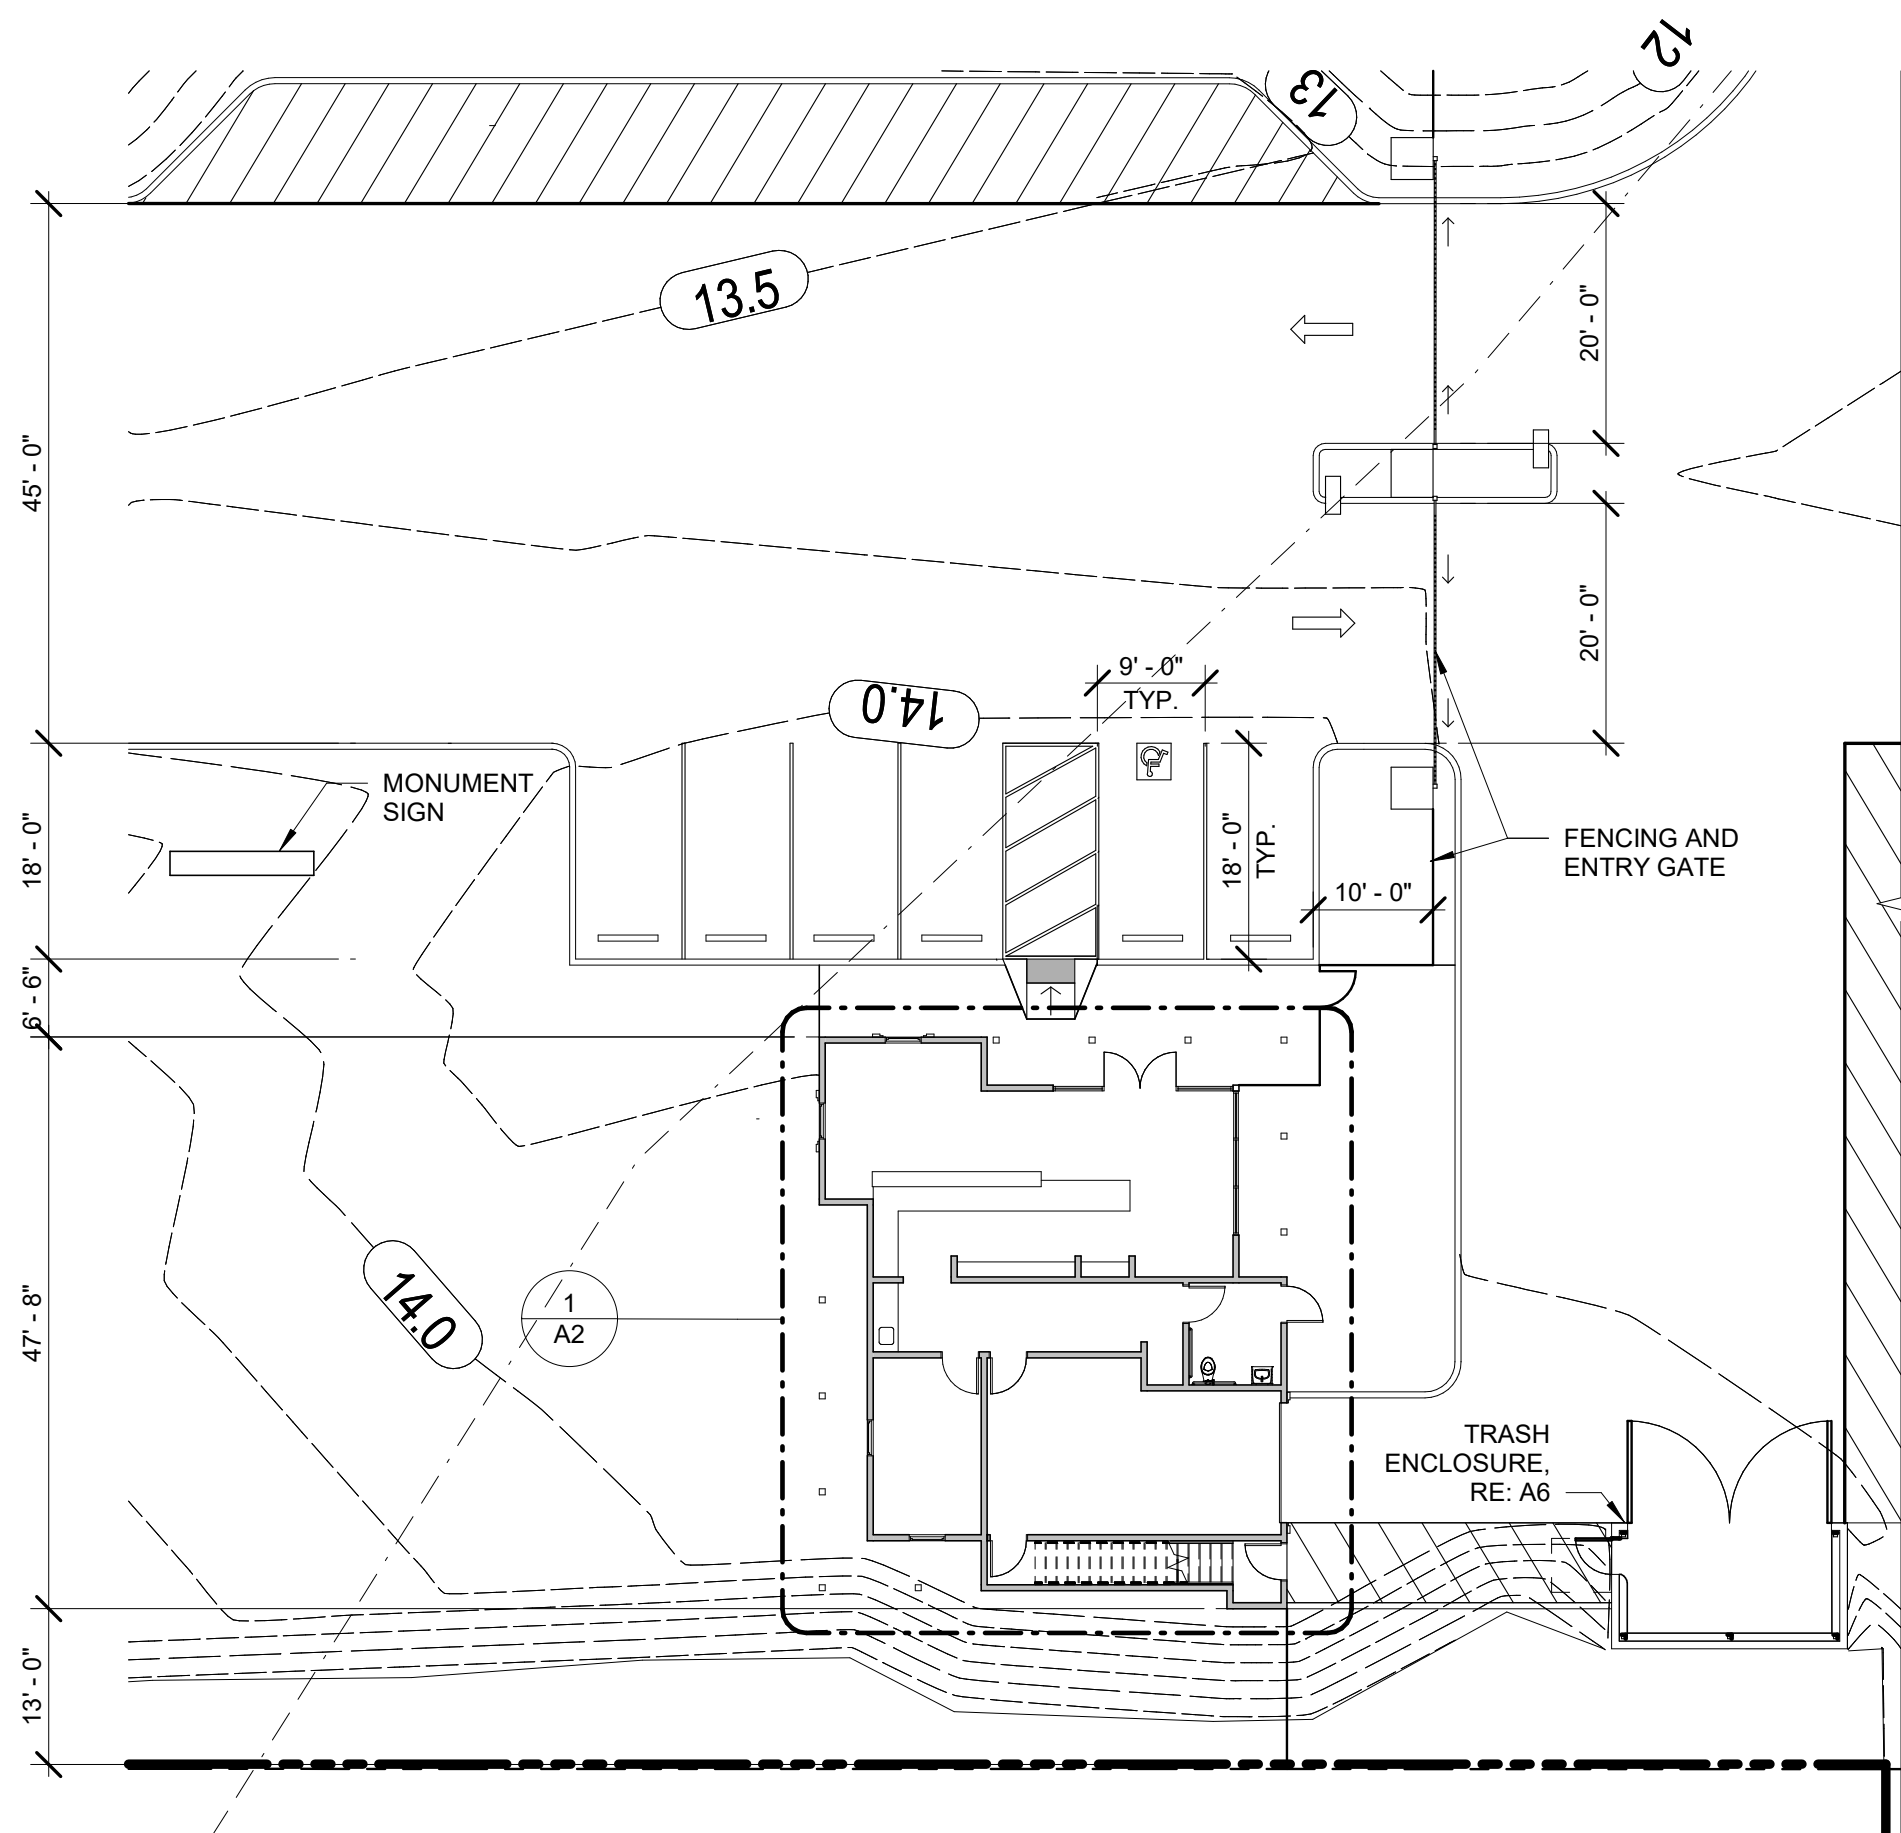 12
13
13.5
20' - 0"
45' - 0"
20' - 0"
9' - 0"
TYP.
14.0
MONUMENT
SIGN
18' - 0"
18' - 0"
TYP.
FENCING AND
ENTRY GATE
10' - 0"
6' - 6"
14.0
1
A2
47' - 8"
TRASH
ENCLOSURE,
RE: A6
13' - 0"